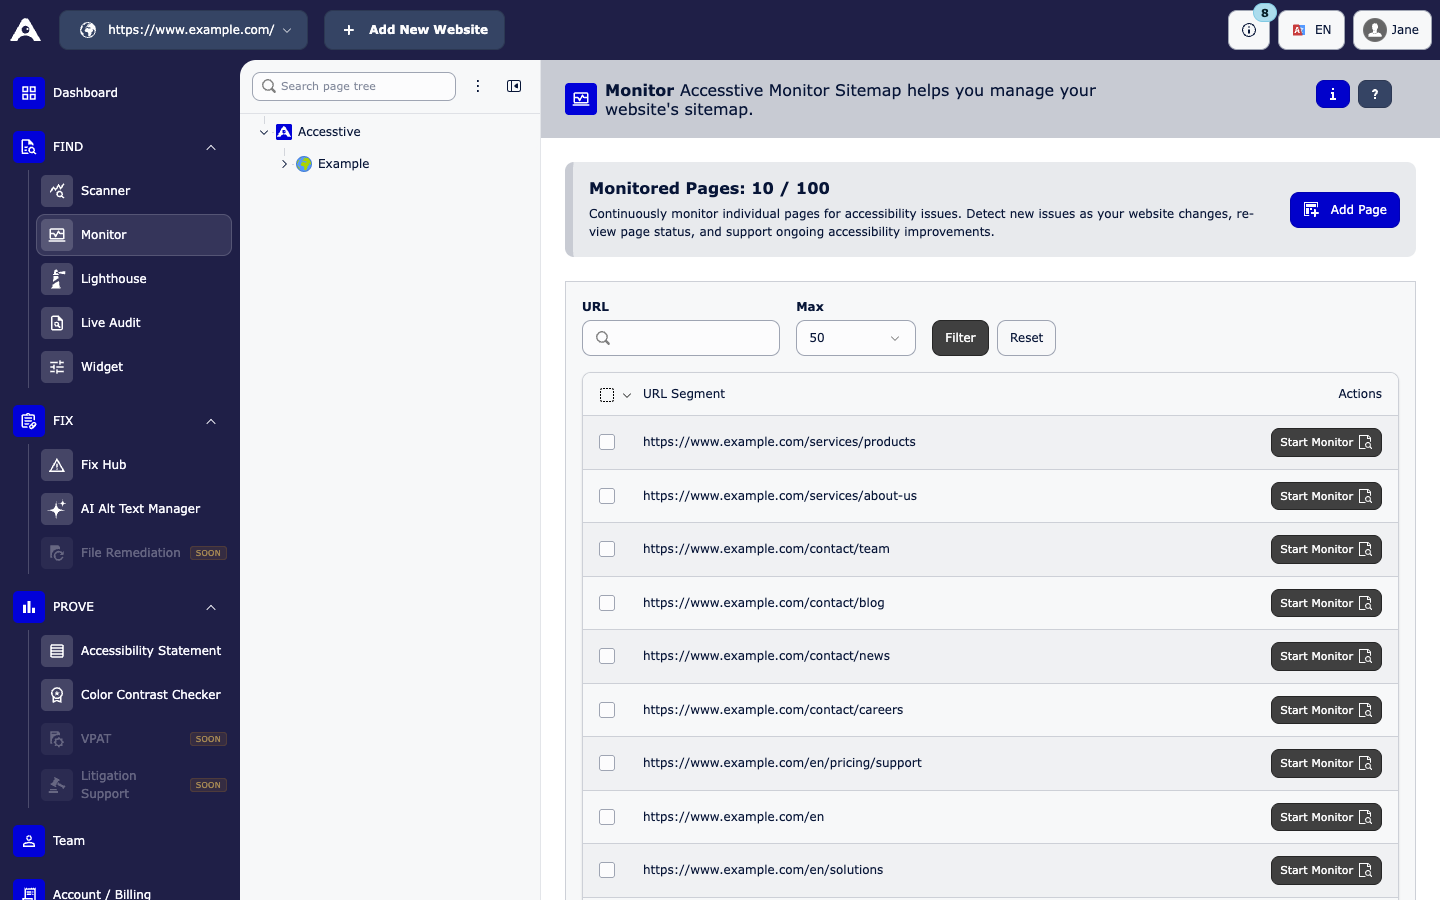 https://www.example.com/
Add New Website
8
EN
Jane
Dashboard
FIND
Scanner
Monitor
Lighthouse
Live Audit
Widget
FIX
Fix Hub
AI Alt Text Manager
File Remediation SOON
PROVE
Accessibility Statement
Color Contrast Checker
VPAT SOON
Litigation
Support SOON
Team
Account / Billing
Search page tree
Accesstive
Example
Monitor Accesstive Monitor Sitemap helps you manage your
website's sitemap.
i
?
Monitored Pages: 10 / 100
Continuously monitor individual pages for accessibility issues. Detect new issues as your website changes, re-
view page status, and support ongoing accessibility improvements.
Add Page
URL
Max
50
Filter
Reset
URL Segment
Actions
https://www.example.com/services/products
Start Monitor
https://www.example.com/services/about-us
Start Monitor
https://www.example.com/contact/team
Start Monitor
https://www.example.com/contact/blog
Start Monitor
https://www.example.com/contact/news
Start Monitor
https://www.example.com/contact/careers
Start Monitor
https://www.example.com/en/pricing/support
Start Monitor
https://www.example.com/en
Start Monitor
https://www.example.com/en/solutions
Start Monitor